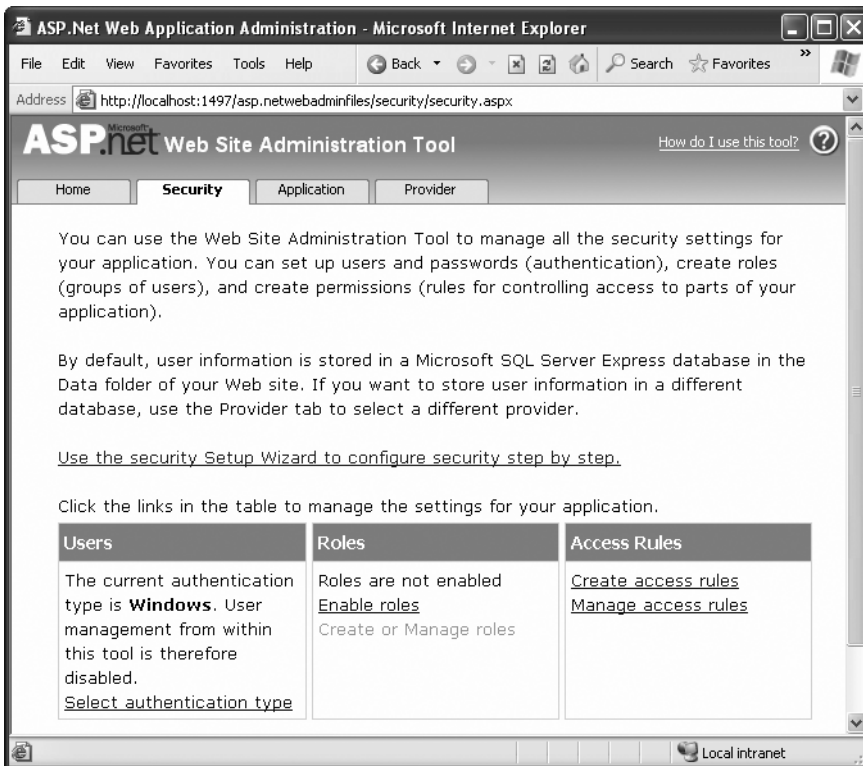 ASP.Net Web Application Administration - Microsoft Internet Explorer
File Edit View Favorites Tools Help Back Search Favorites »
Address http://localhost:1497/asp.netwebadminfiles/security/security.aspx
Microsoft
ASP.net Web Site Administration Tool How do I use this tool? ?
Home Security Application Provider
You can use the Web Site Administration Tool to manage all the security settings for
your application. You can set up users and passwords (authentication), create roles
(groups of users), and create permissions (rules for controlling access to parts of your
application).
By default, user information is stored in a Microsoft SQL Server Express database in the
Data folder of your Web site. If you want to store user information in a different
database, use the Provider tab to select a different provider.
Use the security Setup Wizard to configure security step by step.
Click the links in the table to manage the settings for your application.
Users
The current authentication
type is Windows. User
management from within
this tool is therefore
disabled.
Select authentication type
Roles
Roles are not enabled
Enable roles
Create or Manage roles
Access Rules
Create access rules
Manage access rules
Local intranet